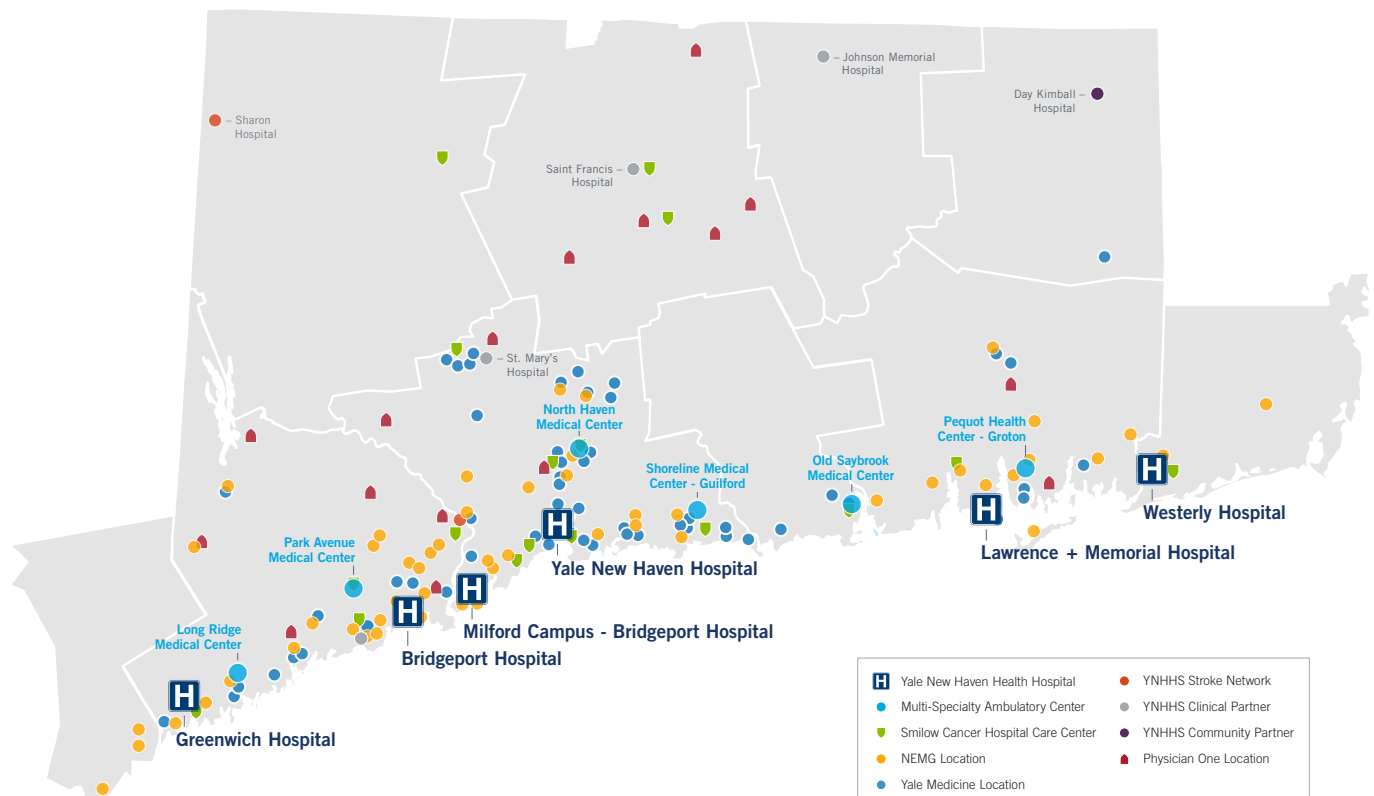 – Johnson Memorial
Hospital
Day Kimball –
Hospital
– Sharon
Hospital
Saint Francis –
Hospital
– St. Mary's
Hospital
North Haven
Medical Center
Pequot Health
Center - Groton
Shoreline Medical
Center - Guilford
Old Saybrook
Medical Center
H
Westerly Hospital
H
Lawrence + Memorial Hospital
H
Yale New Haven Hospital
Park Avenue
Medical Center
H
Milford Campus - Bridgeport Hospital
H
Bridgeport Hospital
Long Ridge
Medical Center
H
Greenwich Hospital
H Yale New Haven Health Hospital
Multi-Specialty Ambulatory Center
Smilow Cancer Hospital Care Center
NEMG Location
Yale Medicine Location
YNHHS Stroke Network
YNHHS Clinical Partner
YNHHS Community Partner
Physician One Location